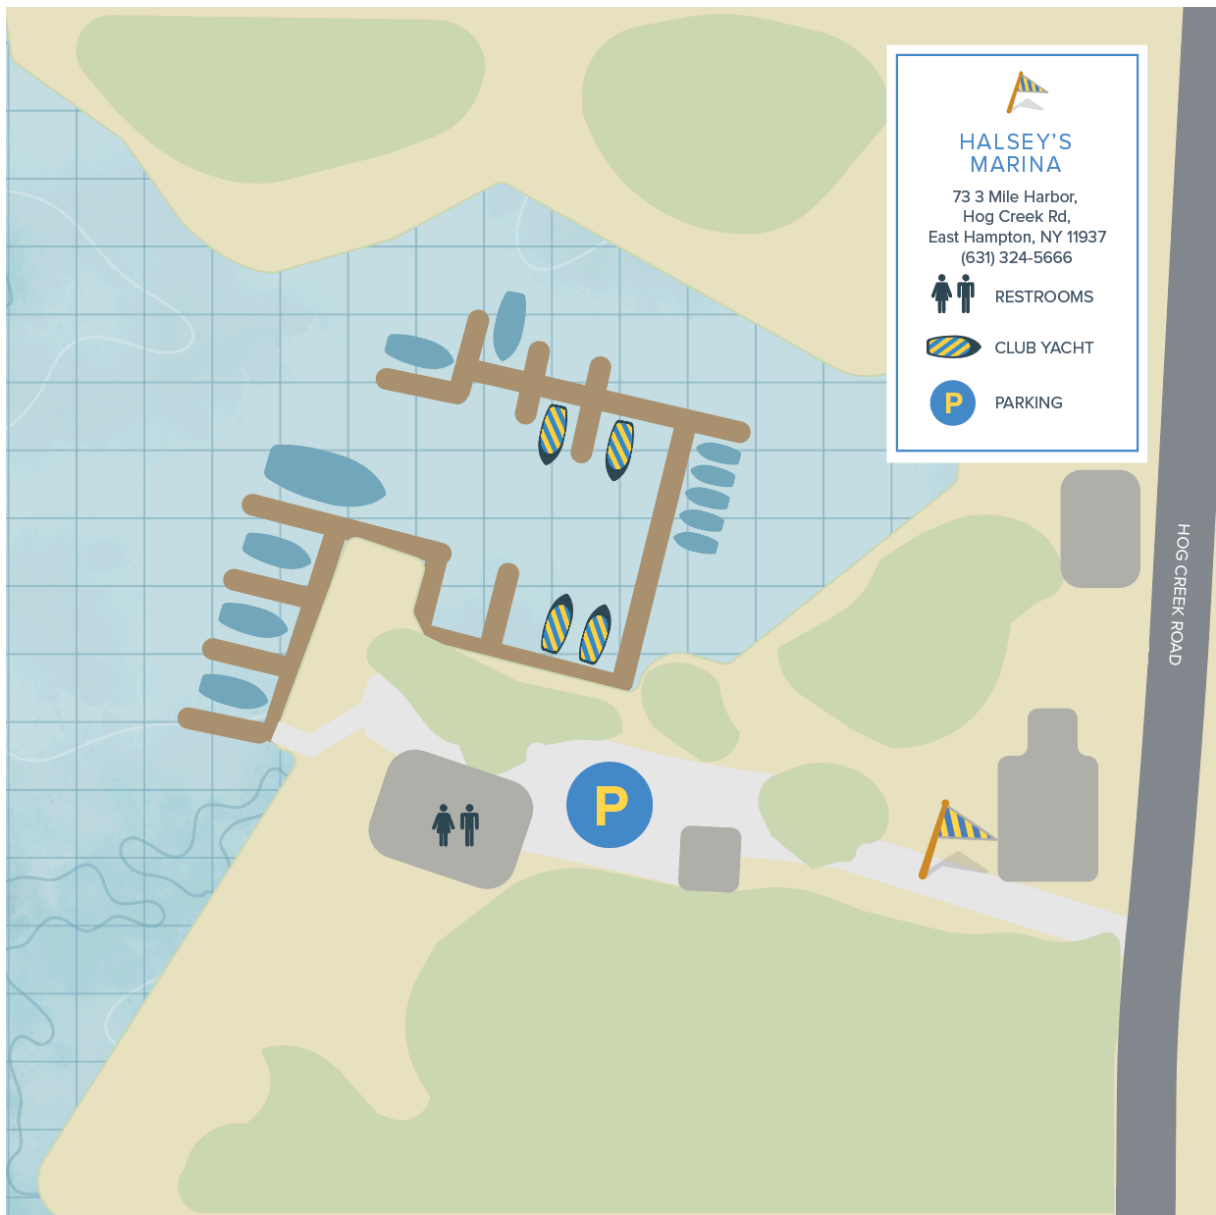 HALSEY'S
MARINA
73 3 Mile Harbor,
Hog Creek Rd,
East Hampton, NY 11937
(631) 324-5666
RESTROOMS
CLUB YACHT
P PARKING
HOG CREEK ROAD
P